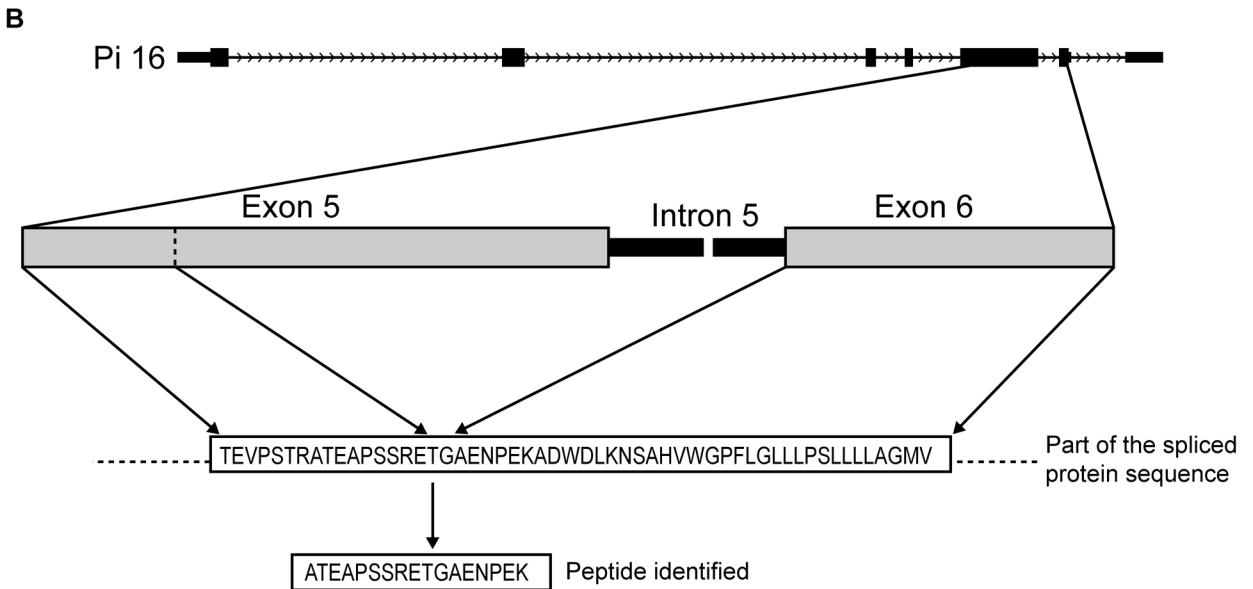 B
Pi 16
Exon 5
Intron 5
Exon 6
TEVPSTRATEAPSSRETGAENPEKADWDLKNSAHVWGPFLGLLLPSLLLLAGMV
Part of the spliced
protein sequence
ATEAPSSRETGAENPEK
Peptide identified